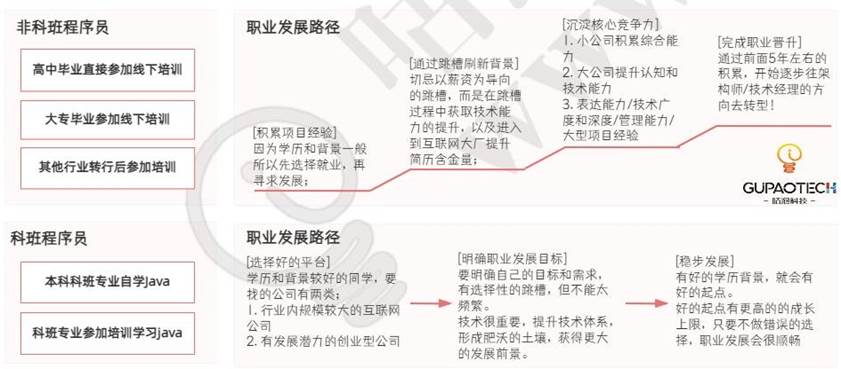 非科班程序员
高中毕业直接参加线下培训
大专毕业参加线下培训
其他行业转行后参加培训
职业发展路径
[积累项目经验]
因为学历和背景一般
所以先选择就业，再
寻求发展；
[通过跳槽刷新背景]
切忌以薪资为导向
的跳槽，而是在跳槽
过程中获取技术能
力的提升，以及进入
到互联网大厂提升
简历含金量；
[沉淀核心竞争力]
1. 小公司积累综合能
力
2. 大公司提升认知和
技术能力
3. 表达能力/技术广
度和深度/管理能力/
大型项目经验
[完成职业晋升]
通过前面5年左右的
积累，开始逐步往架
构师/技术经理的方
向去转型！
GUPAOTECH
- 咕泡科技 -
科班程序员
本科科班专业自学Java
科班专业参加培训学习java
职业发展路径
[选择好的平台]
学历和背景较好的同学，要
找的公司有两类；
1. 行业内规模较大的互联网
公司
2. 有发展潜力的创业型公司
[明确职业发展目标]
要明确自己的目标和需求，
有选择性的跳槽，但不能太
频繁。
技术很重要，提升技术体系，
形成肥沃的土壤，获得更大
的发展前景。
[稳步发展]
有好的学历背景，就会有
好的起点。
好的起点有更高的的成长
上限，只要不做错误的选
择，职业发展会很顺畅
www.